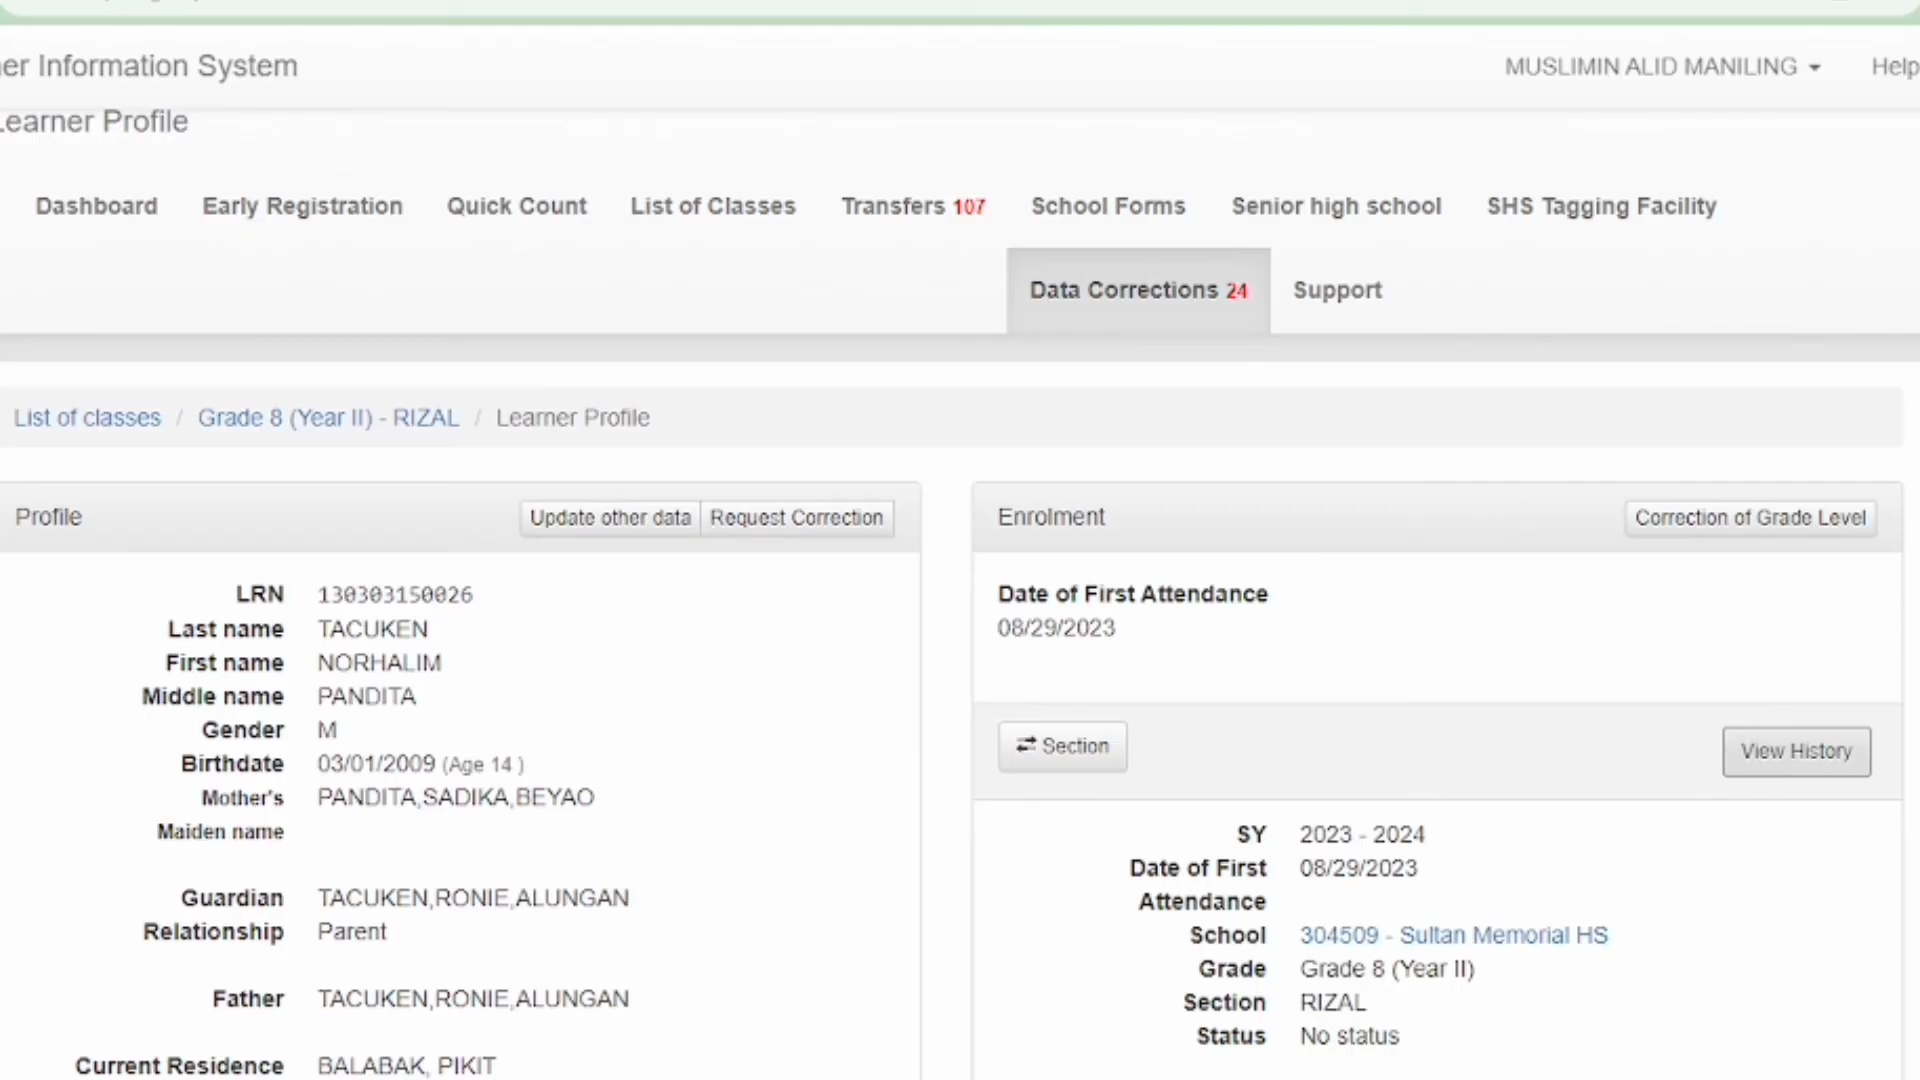 er Information System
MUSLIMIN ALID MANILING
Help
Learner Profile
Dashboard
Early Registration
Quick Count
List of Classes
Transfers 107
School Forms
Senior high school
SHS Tagging Facility
Data Corrections 24
Support
List of classes / Grade 8 (Year II) - RIZAL / Learner Profile
Profile
Update other data
Request Correction
LRN 130303150026
Last name TACUKEN
First name NORHALIM
Middle name PANDITA
Gender M
Birthdate 03/01/2009 (Age 14 )
Mother's PANDITA,SADIKA,BEYAO
Maiden name
Guardian TACUKEN,RONIE,ALUNGAN
Relationship Parent
Father TACUKEN,RONIE,ALUNGAN
Current Residence BALABAK, PIKIT
Enrolment
Correction of Grade Level
Date of First Attendance
08/29/2023
Section
View History
SY 2023 - 2024
Date of First 08/29/2023
Attendance
School 304509 - Sultan Memorial HS
Grade Grade 8 (Year II)
Section RIZAL
Status No status